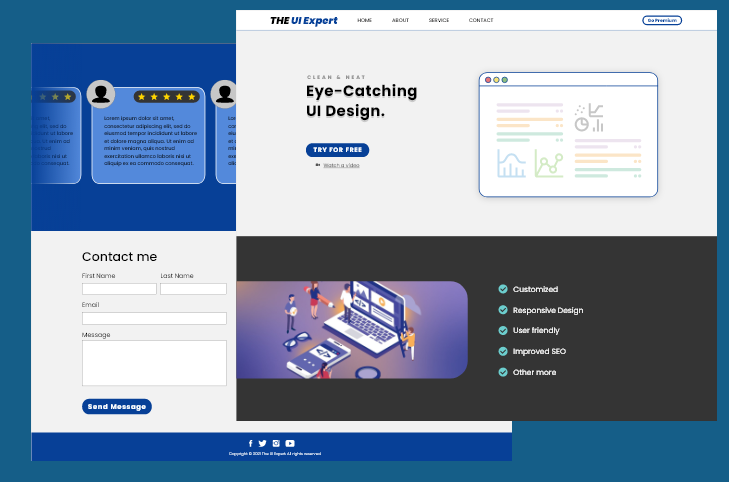 THE UI Expert
HOME
ABOUT
SERVICE
CONTACT
Go Premium
CLEAN & NEAT
Eye-Catching
UI Design.
TRY FOR FREE
Watch a video
Customized
Responsive Design
User friendly
Improved SEO
Other more
Lorem ipsum dolor sit amet,
consectetur adipiscing elit, sed do
eiusmod tempor incididunt ut labore
et dolore magna aliqua. Ut enim ad
minim veniam, quis nostrud
exercitation ullamco laboris nisi ut
aliquip ex ea commodo consequat.
Contact me
First Name
Last Name
Email
Message
Send Message
Copyright © 2021 The UI Expert All rights reserved